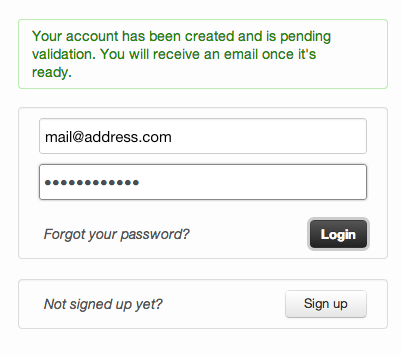 Your account has been created and is pending
validation. You will receive an email once it's
ready.
mail@address.com
••••••••••••
Forgot your password?
Login
Not signed up yet?
Sign up